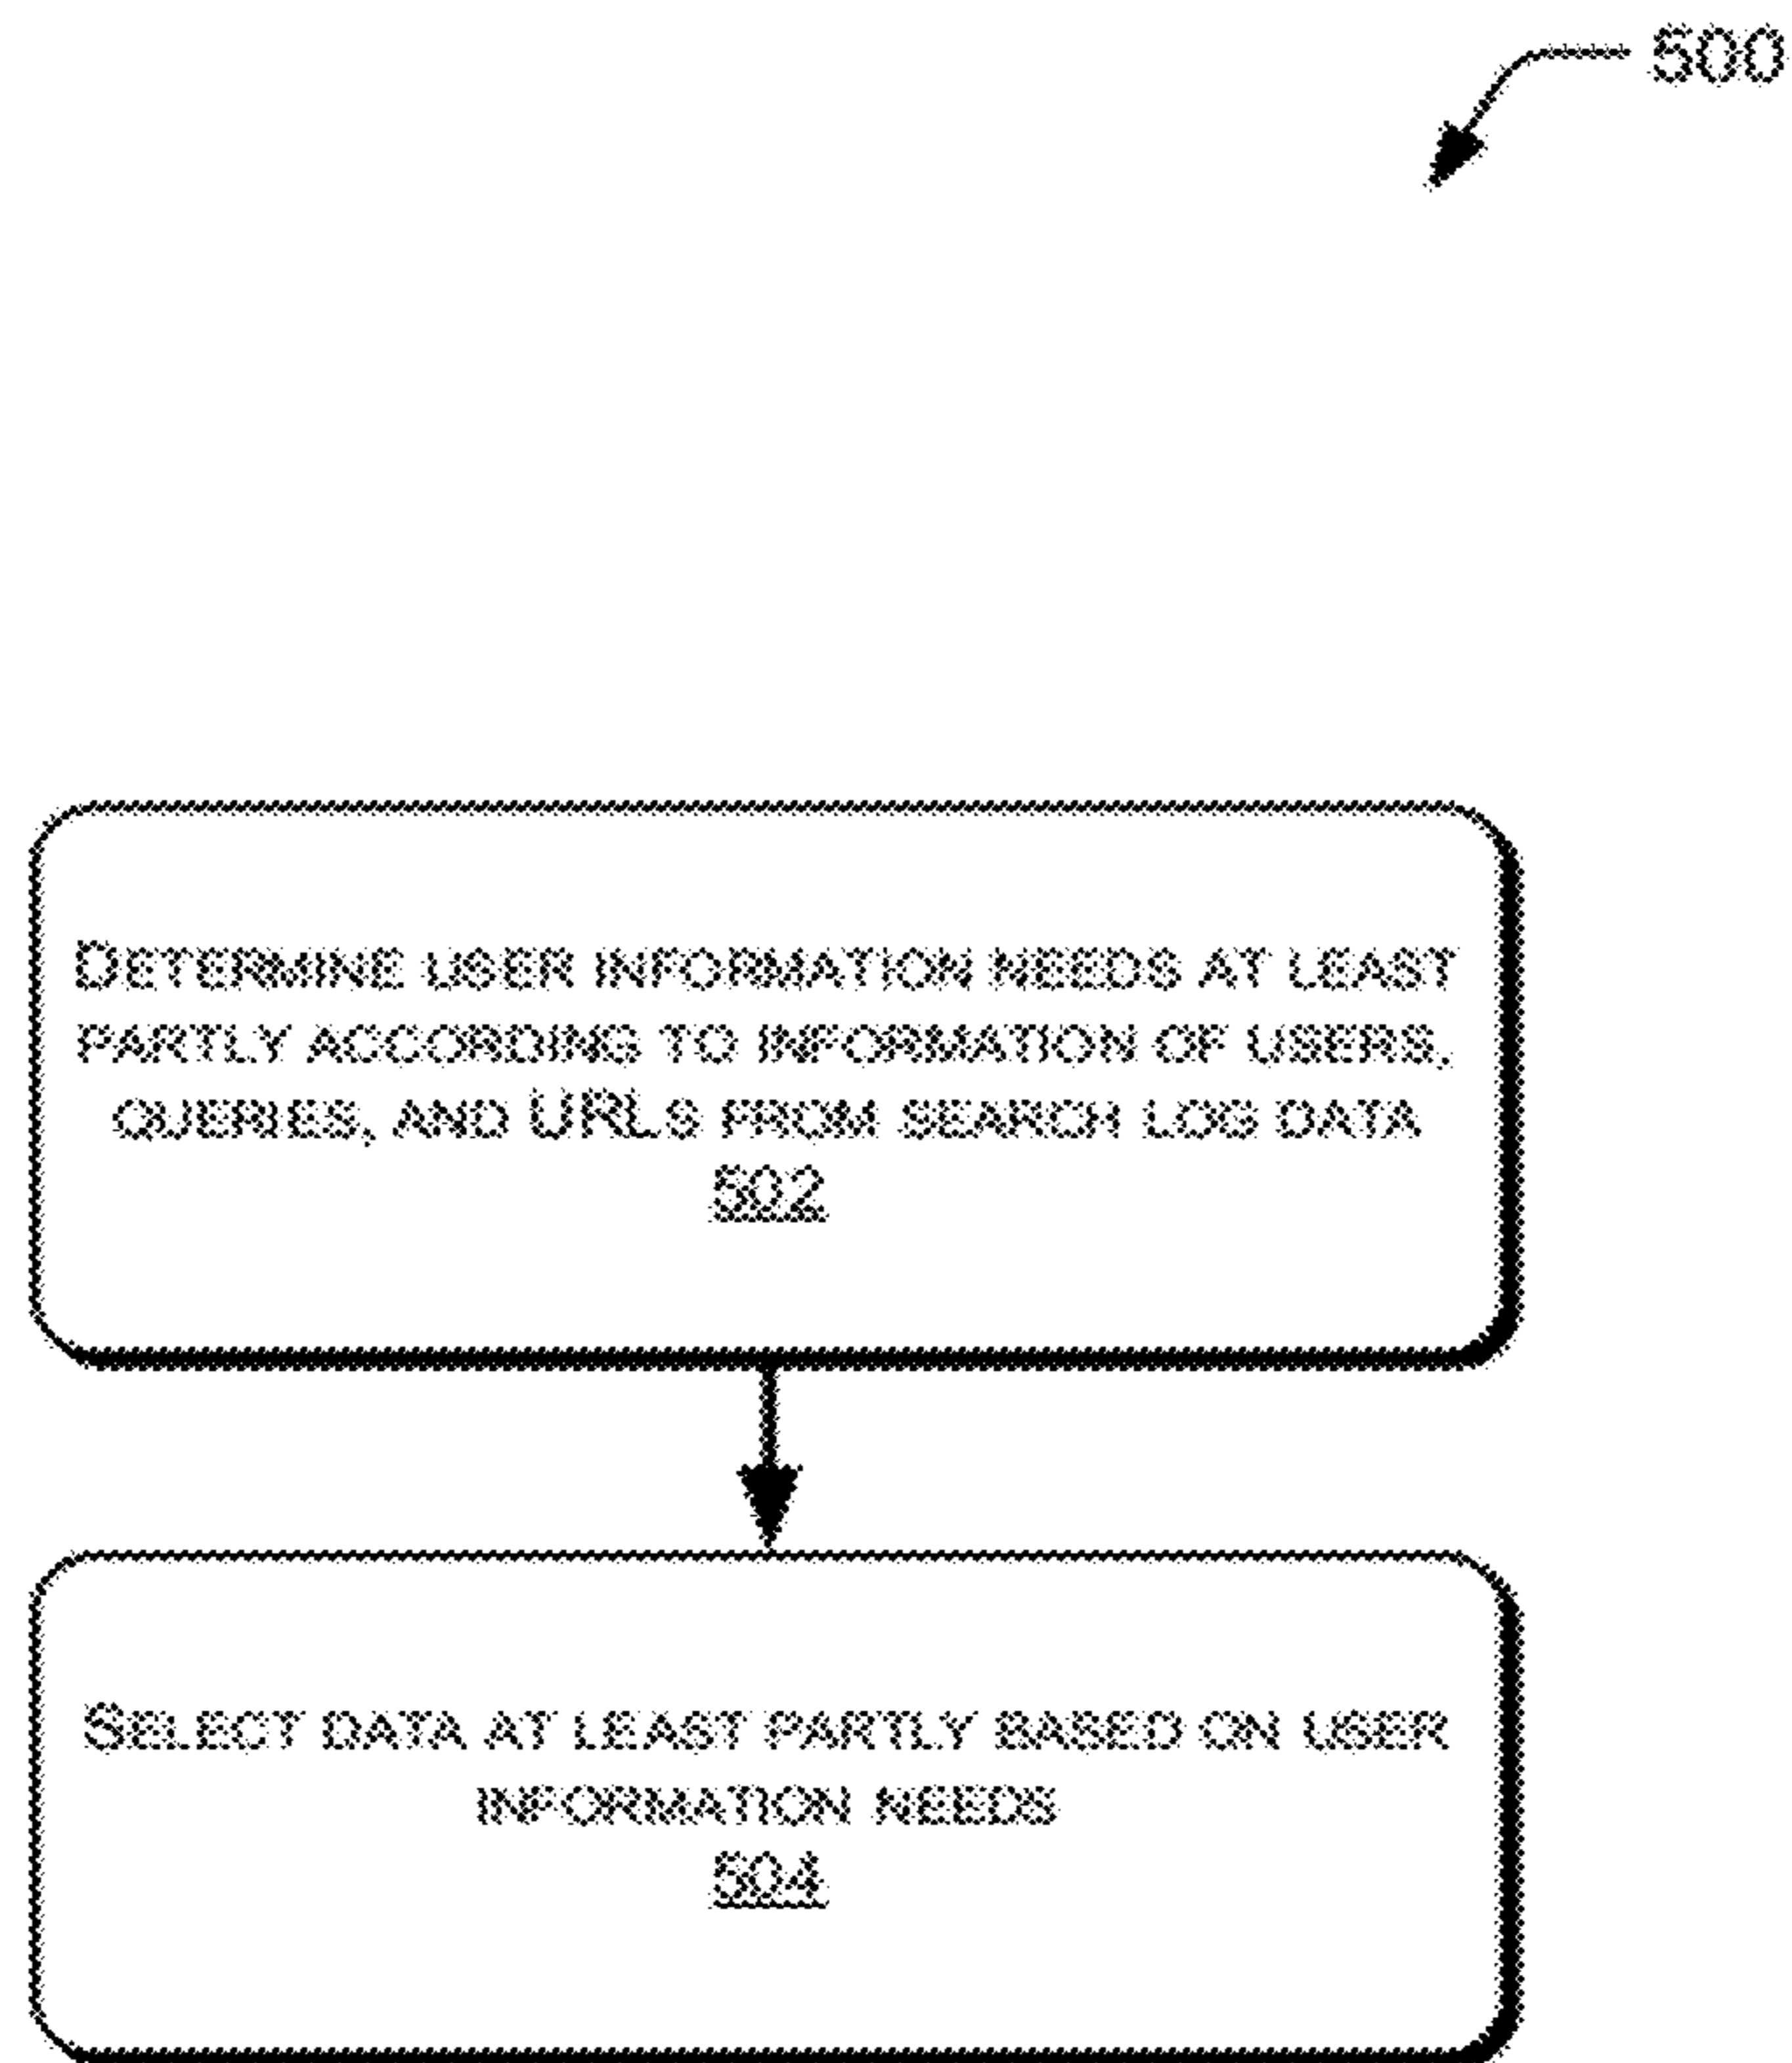 500
DETERMINE USER INFORMATION NEEDS AT LEAST
PARTLY ACCORDING TO INFORMATION OF USERS,
QUERIES, AND URLS FROM SEARCH LOG DATA
502
SELECT DATA AT LEAST PARTLY BASED ON USER
INFORMATION NEEDS
504